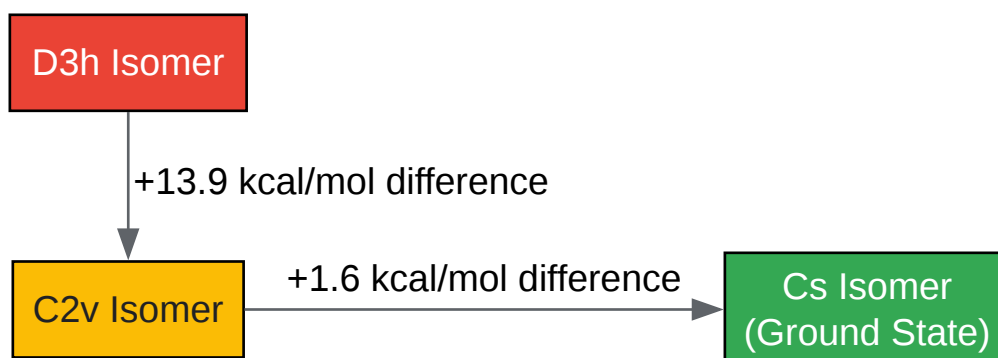 D3h Isomer
+13.9 kcal/mol difference
C2v Isomer
+1.6 kcal/mol difference
Cs Isomer
(Ground State)